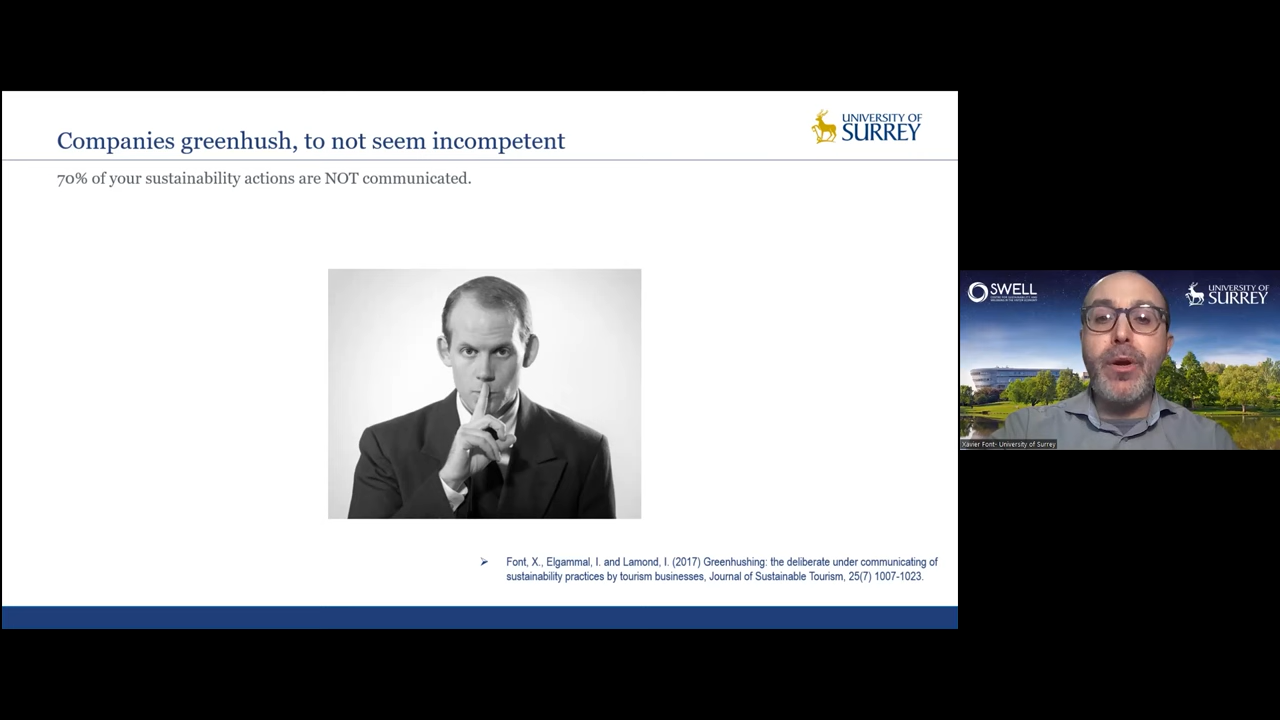 Companies greenhush, to not seem incompetent
UNIVERSITY OF
SURREY
70% of your sustainability actions are NOT communicated.
➢ Font, X., Elgammal, I. and Lamond, I. (2017) Greenhushing: the deliberate under communicating of
sustainability practices by tourism businesses, Journal of Sustainable Tourism, 25(7) 1007-1023.
SWELL
UNIVERSITY OF
SURREY
Xavier Font- University of Surrey